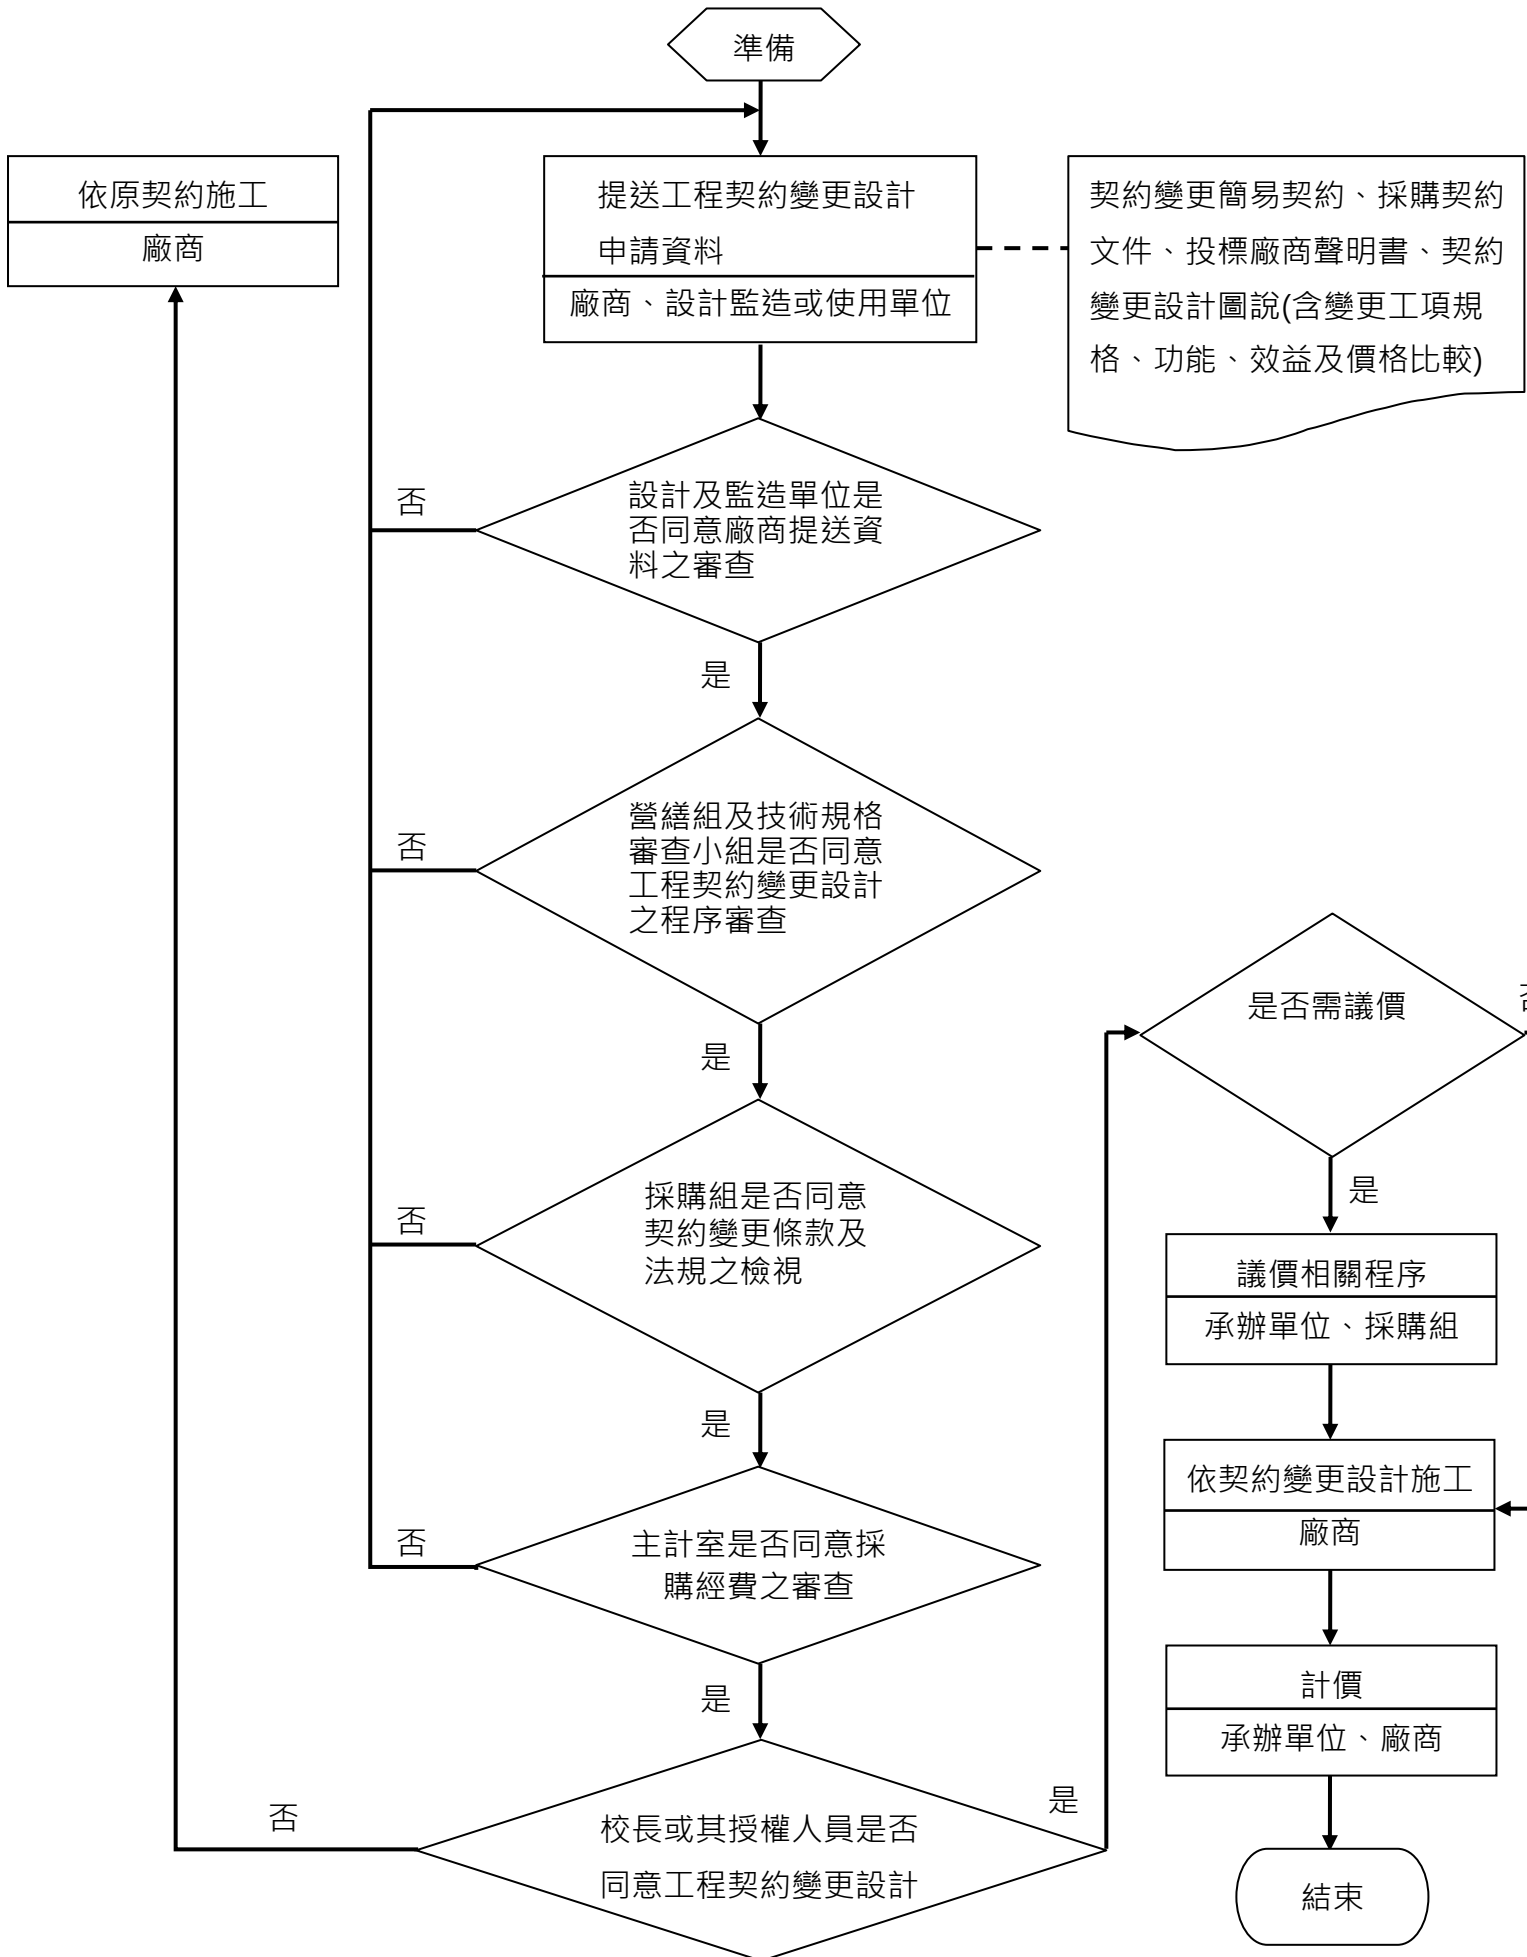 準備
依原契約施工
廠商
提送工程契約變更設計
申請資料
廠商、設計監造或使用單位
契約變更簡易契約、採購契約
文件、投標廠商聲明書、契約
變更設計圖說(含變更工項規
格、功能、效益及價格比較)
否
設計及監造單位是
否同意廠商提送資
料之審查
是
否
營繕組及技術規格
審查小組是否同意
工程契約變更設計
之程序審查
是
否
採購組是否同意
契約變更條款及
法規之檢視
是
否
主計室是否同意採
購經費之審查
是
否
校長或其授權人員是否
同意工程契約變更設計
是
是否需議價
是
議價相關程序
承辦單位、採購組
依契約變更設計施工
廠商
計價
承辦單位、廠商
結束